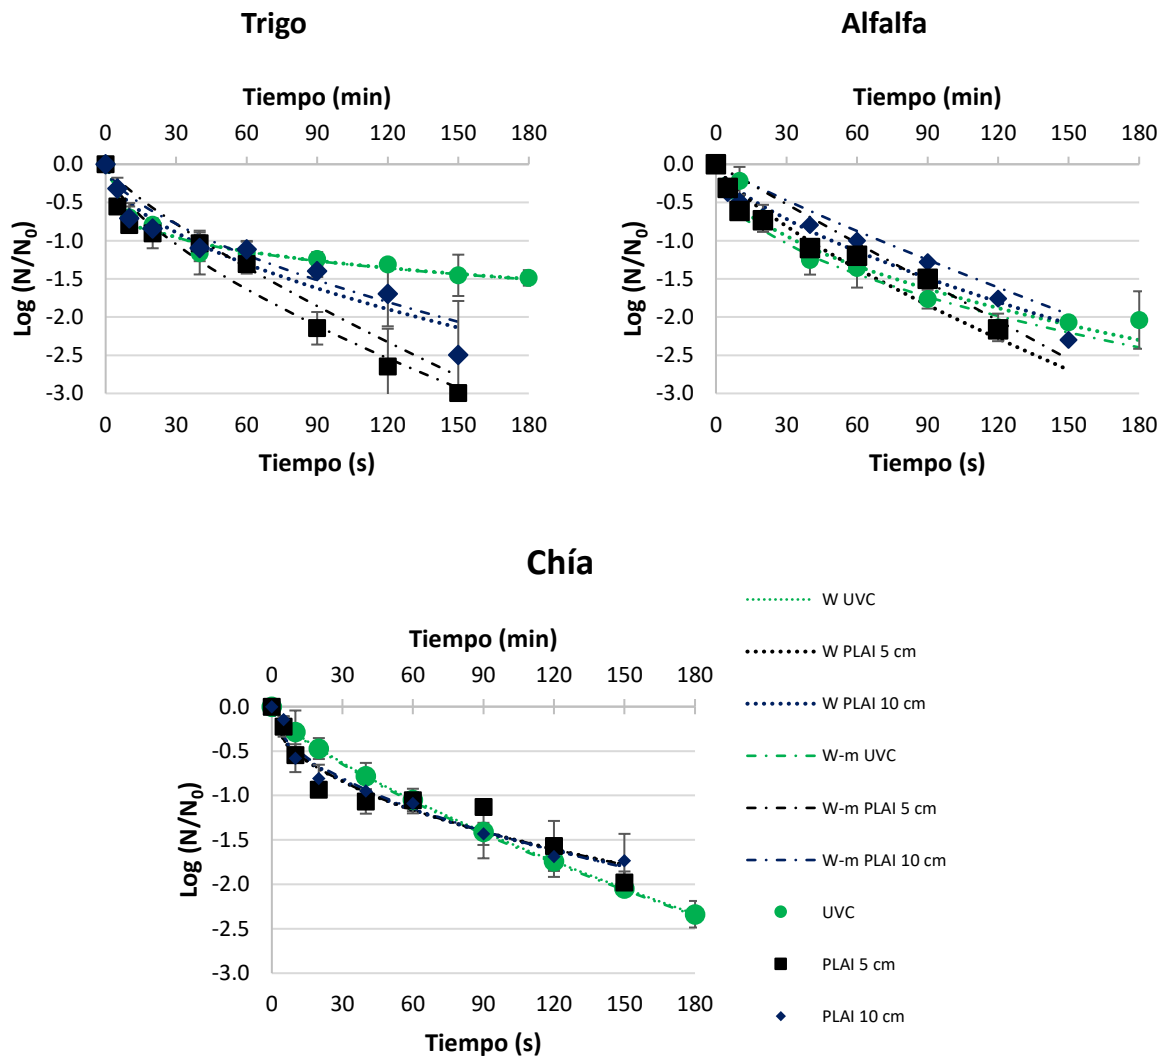 Trigo
Tiempo (min)
0 30 60 90 120 150 180
0.0
-0.5
-1.0
-1.5
-2.0
-2.5
-3.0
Log (N/N₀)
0 30 60 90 120 150 180
Tiempo (s)
Alfalfa
Tiempo (min)
0 30 60 90 120 150 180
0.0
-0.5
-1.0
-1.5
-2.0
-2.5
-3.0
Log (N/N₀)
0 30 60 90 120 150 180
Tiempo (s)
Chía
Tiempo (min)
0 30 60 90 120 150 180
0.0
-0.5
-1.0
-1.5
-2.0
-2.5
-3.0
Log (N/N₀)
0 30 60 90 120 150 180
Tiempo (s)
W UVC
W PLAI 5 cm
W PLAI 10 cm
W-m UVC
W-m PLAI 5 cm
W-m PLAI 10 cm
UVC
PLAI 5 cm
PLAI 10 cm